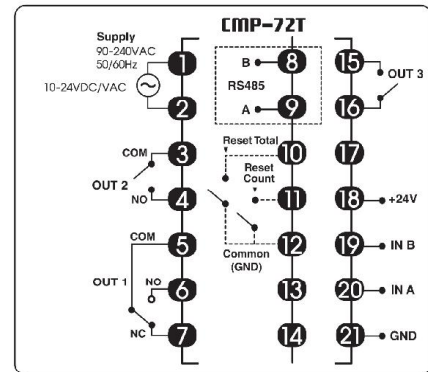 CMP-72T
Supply
90-240VAC
50/60Hz
10-24VDC/VAC
1
2
COM
3
OUT 2
NO
4
COM
5
OUT 1
NO
6
NC
7
B
8
RS485
A
9
Reset Total
10
Reset
Count
11
12
Common
(GND)
13
14
15
OUT 3
16
17
18
+24V
19
IN B
20
IN A
21
GND